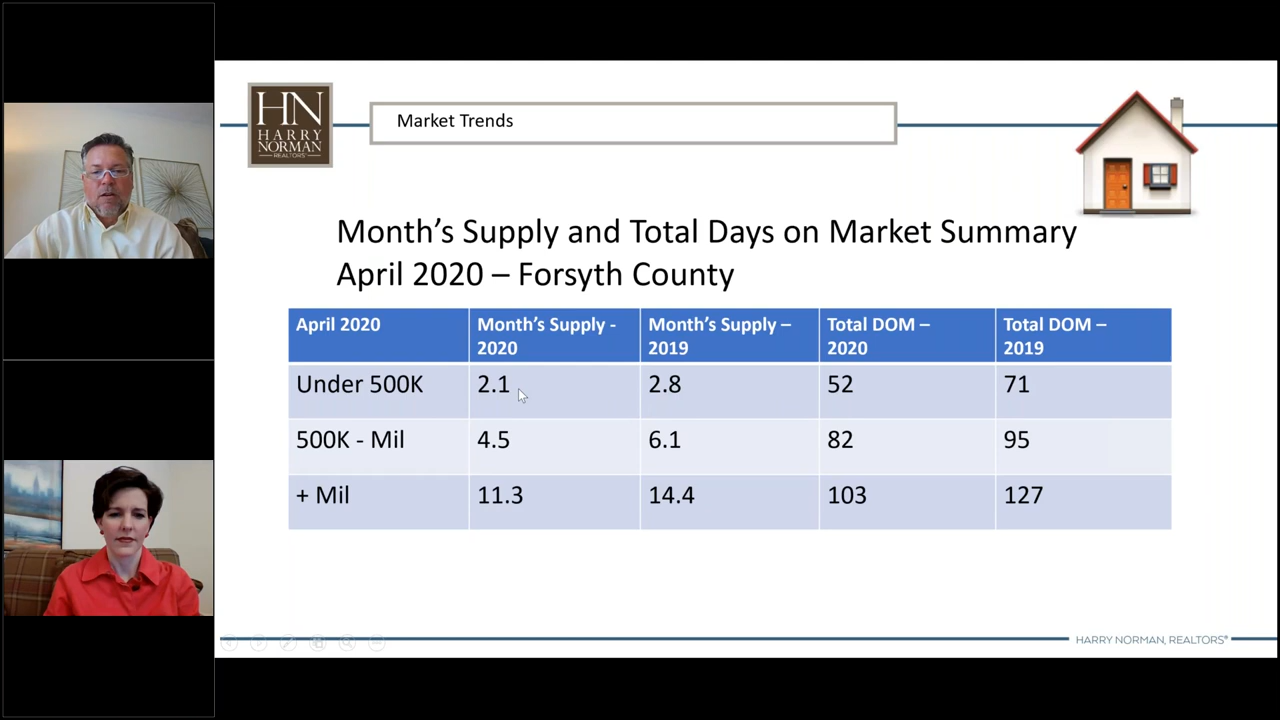 HN
HARRY
NORMAN
REALTORS®
Market Trends
Month’s Supply and Total Days on Market Summary
April 2020 – Forsyth County
April 2020
Month’s Supply -
2020
Month’s Supply –
2019
Total DOM –
2020
Total DOM –
2019
Under 500K
2.1
2.8
52
71
500K - Mil
4.5
6.1
82
95
+ Mil
11.3
14.4
103
127
HARRY NORMAN, REALTORS®